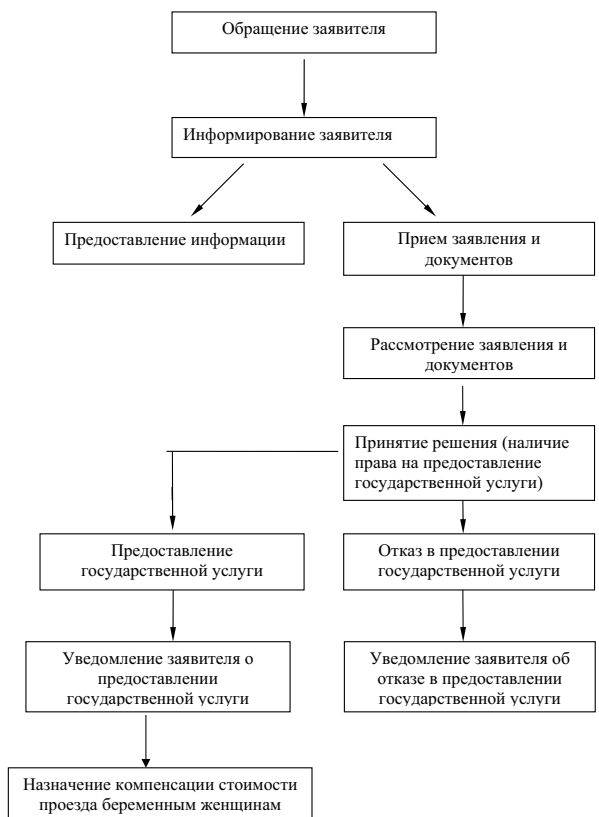 Обращение заявителя
Информирование заявителя
Предоставление информации
Прием заявления и
документов
Рассмотрение заявления и
документов
Принятие решения (наличие
права на предоставление
государственной услуги)
Предоставление
государственной услуги
Отказ в предоставлении
государственной услуги
Уведомление заявителя о
предоставлении
государственной услуги
Уведомление заявителя об
отказе в предоставлении
государственной услуги
Назначение компенсации стоимости
проезда беременным женщинам